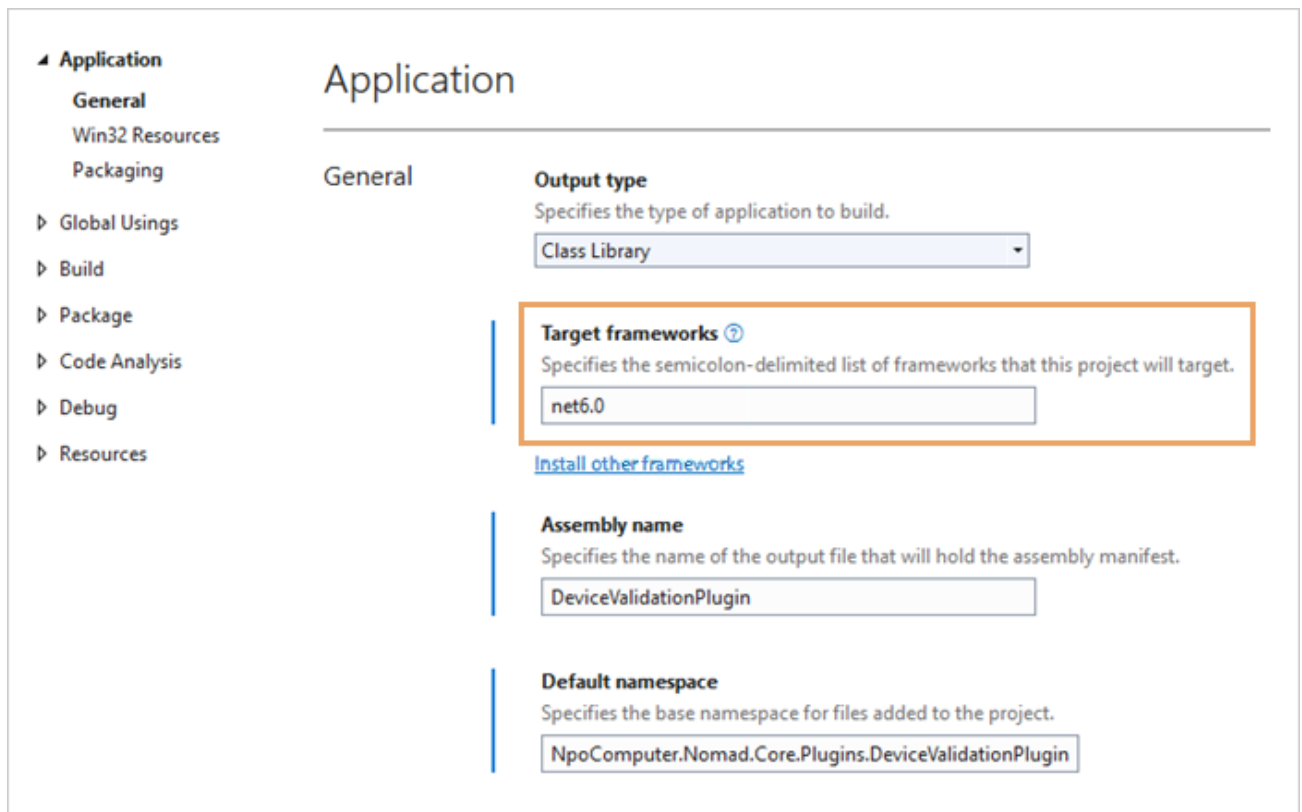 Application
General
Win32 Resources
Packaging
Global Usings
Build
Package
Code Analysis
Debug
Resources
Application
General
Output type
Specifies the type of application to build.
Class Library
Target frameworks ?
Specifies the semicolon-delimited list of frameworks that this project will target.
net6.0
Install other frameworks
Assembly name
Specifies the name of the output file that will hold the assembly manifest.
DeviceValidationPlugin
Default namespace
Specifies the base namespace for files added to the project.
NpoComputer.Nomad.Core.Plugins.DeviceValidationPlugin